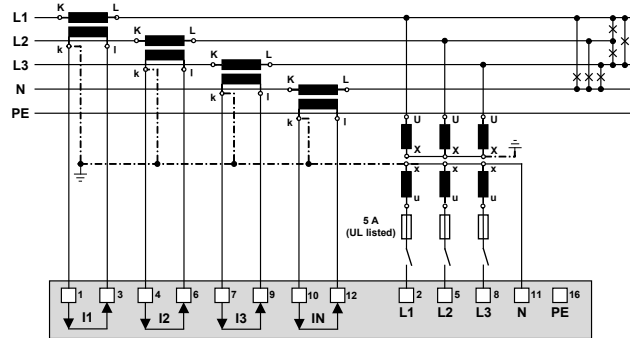 L1 K L
L2 k l K L
L3 k l K L
N k l K L
PE k l U U U
X X X
x x x
u u u
5 A
(UL listed)
1 3 4 6 7 9 10 12 2 5 8 11 16
I1 I2 I3 IN L1 L2 L3 N PE